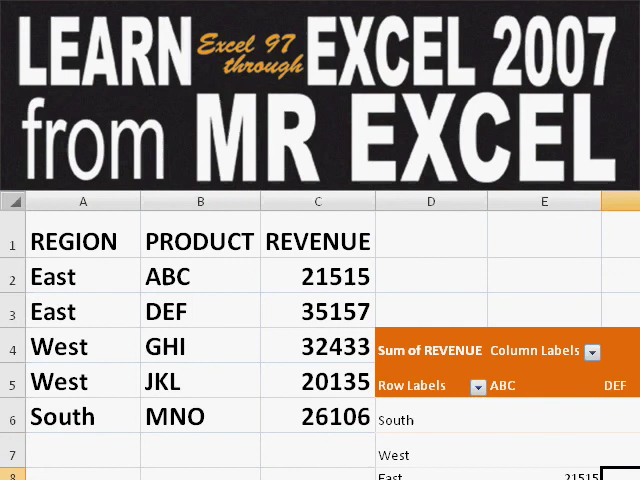 LEARN Excel 97 through EXCEL 2007
from MR EXCEL
A B C D E
1 REGION PRODUCT REVENUE
2 East ABC 21515
3 East DEF 35157
4 West GHI 32433 Sum of REVENUE Column Labels
5 West JKL 20135 Row Labels ABC DEF
6 South MNO 26106 South
7 West
8 East 21515